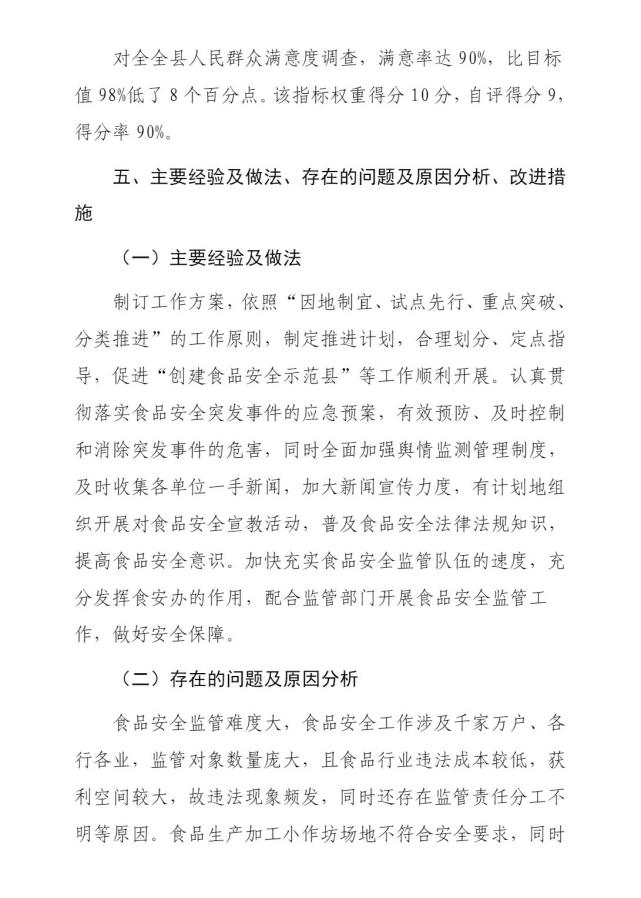 对全全县人民群众满意度调查，满意率达 90%，比目标
值 98%低了 8 个百分点。该指标权重得分 10 分，自评得分 9，
得分率 90%。
五、主要经验及做法、存在的问题及原因分析、改进措
施
（一）主要经验及做法
制订工作方案，依照“因地制宜、试点先行、重点突破、
分类推进”的工作原则，制定推进计划，合理划分、定点指
导，促进“创建食品安全示范县”等工作顺利开展。认真贯
彻落实食品安全突发事件的应急预案，有效预防、及时控制
和消除突发事件的危害，同时全面加强舆情监测管理制度，
及时收集各单位一手新闻，加大新闻宣传力度，有计划地组
织开展对食品安全宣教活动，普及食品安全法律法规知识，
提高食品安全意识。加快充实食品安全监管队伍的速度，充
分发挥食安办的作用，配合监管部门开展食品安全监管工
作，做好安全保障。
（二）存在的问题及原因分析
食品安全监管难度大，食品安全工作涉及千家万户、各
行各业，监管对象数量庞大，且食品行业违法成本较低，获
利空间较大，故违法现象频发，同时还存在监管责任分工不
明等原因。食品生产加工小作坊场地不符合安全要求，同时